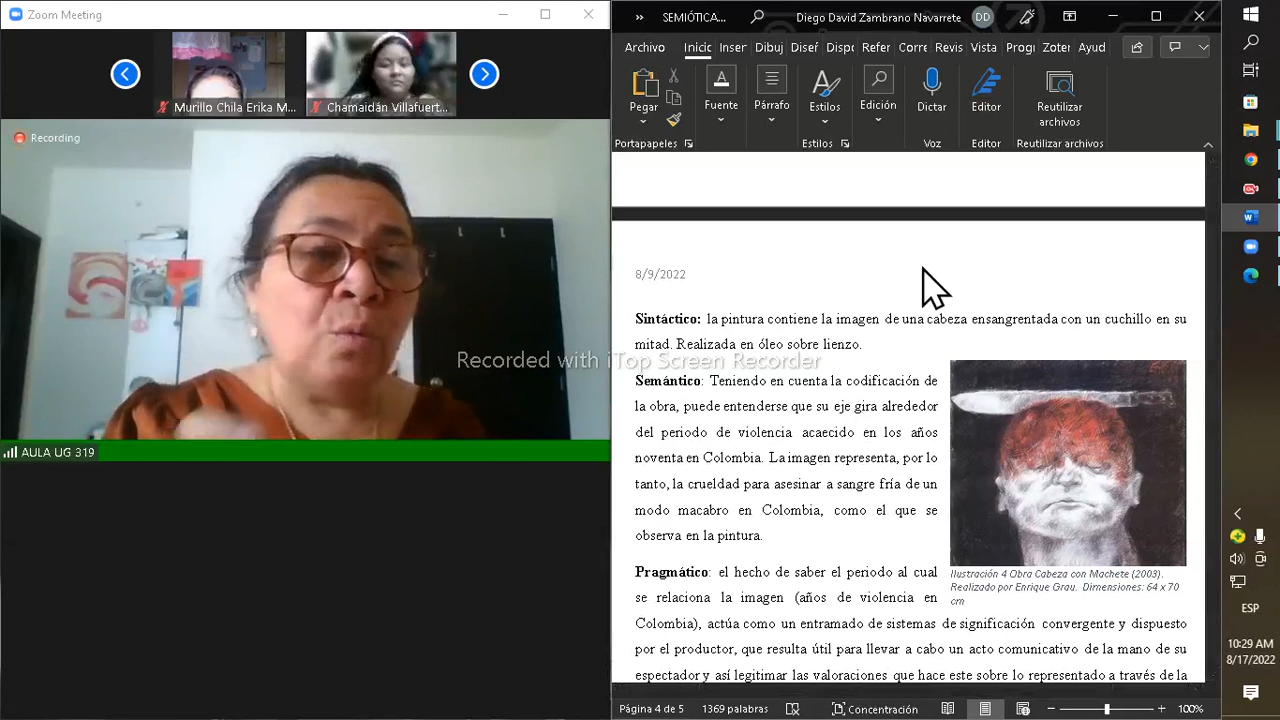 Zoom Meeting
Murillo Chila Erika M...
Chamaidán Villafuert...
Recording
AULA UG 319
Recorded with iTop Screen Recorder
SEMIÓTICA...
Diego David Zambrano Navarrete
DD
Archivo Inicic Inser Dibuj Diseí Dispo Refer Corre Revis Vista Progr Zoter Ayud
Pegar
Fuente
Párrafo
Estilos
Edición
Dictar
Editor
Reutilizar
archivos
Portapapeles
Estilos
Voz
Editor
Reutilizar archivos
8/9/2022
Sintáctico: la pintura contiene la imagen de una cabeza ensangrentada con un cuchillo en su
mitad. Realizada en óleo sobre lienzo.
Semántico: Teniendo en cuenta la codificación de
la obra, puede entenderse que su eje gira alrededor
del periodo de violencia acaecido en los años
noventa en Colombia. La imagen representa, por lo
tanto, la crueldad para asesinar a sangre fría de un
modo macabro en Colombia, como el que se
observa en la pintura.
Ilustración 4 Obra Cabeza con Machete (2003).
Realizado por Enrique Grau. Dimensiones: 64 x 70
cm
Pragmático: el hecho de saber el periodo al cual
se relaciona la imagen (años de violencia en
Colombia), actúa como un entramado de sistemas de significación convergente y dispuesto
por el productor, que resulta útil para llevar a cabo un acto comunicativo de la mano de su
espectador y así legitimar las valoraciones que hace este sobre lo representado a través de la
Página 4 de 5
1369 palabras
Concentración
100%
ESP
10:29 AM
8/17/2022